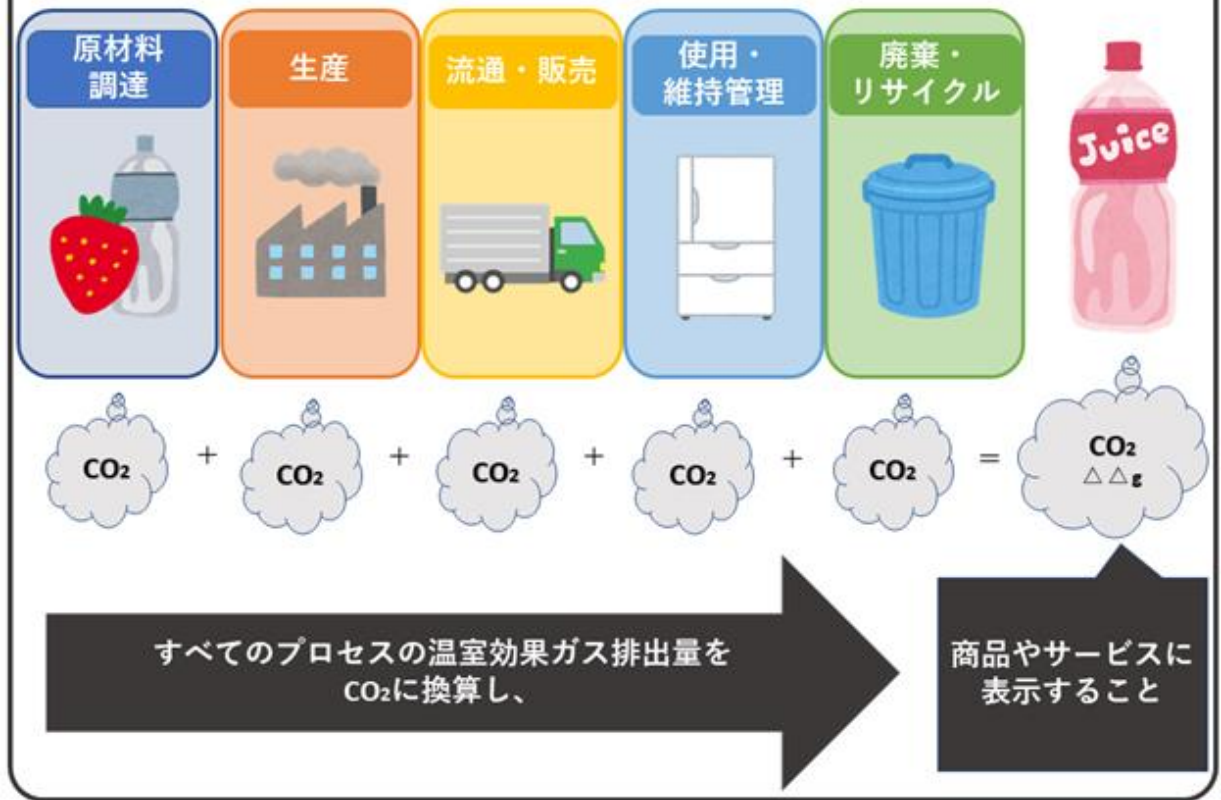 原材料
調達
生産
流通・販売
使用・
維持管理
廃棄・
リサイクル
Juice
CO₂
+
CO₂
+
CO₂
+
CO₂
+
CO₂
=
CO₂
△△g
すべてのプロセスの温室効果ガス排出量を
CO₂に換算し、
商品やサービスに
表示すること